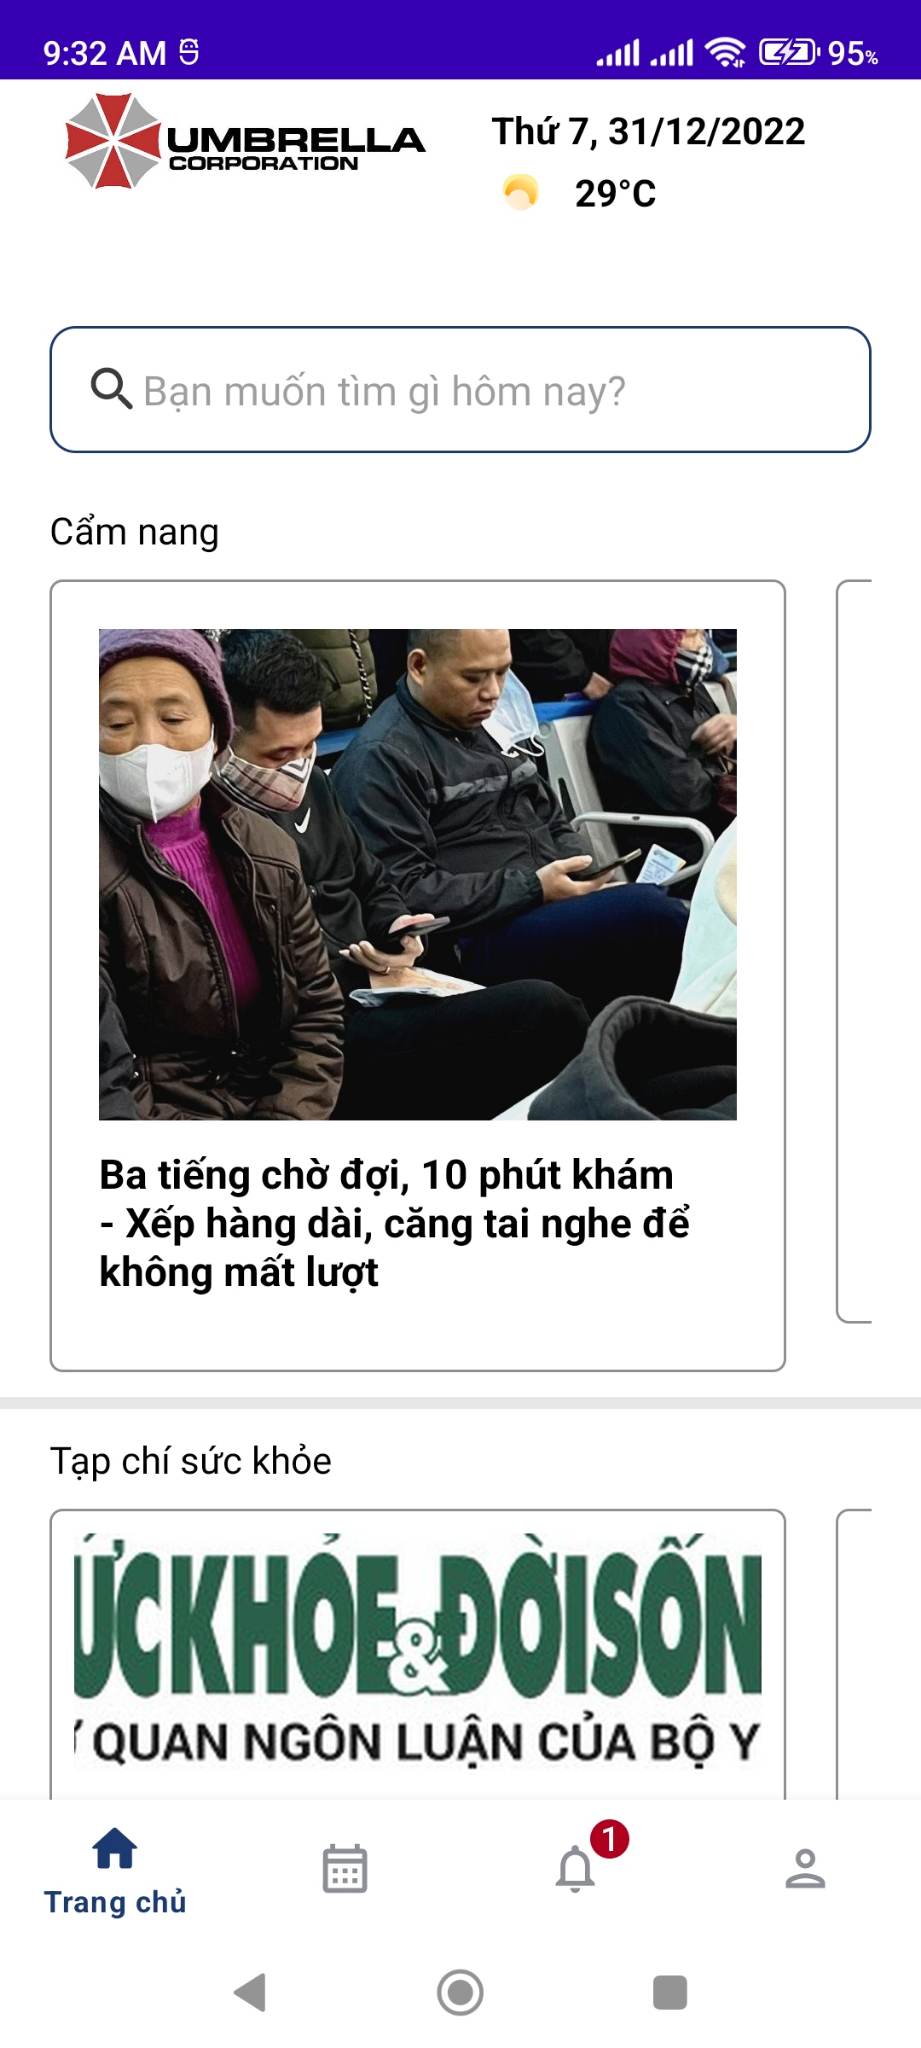 9:32 AM
95%
UMBRELLA
CORPORATION
Thứ 7, 31/12/2022
29°C
Bạn muốn tìm gì hôm nay?
Cẩm nang
Ba tiếng chờ đợi, 10 phút khám
- Xếp hàng dài, căng tai nghe để
không mất lượt
Tạp chí sức khỏe
ỨCKHỎE&ĐỜISỐN
QUAN NGÔN LUẬN CỦA BỘ Y
1
Trang chủ